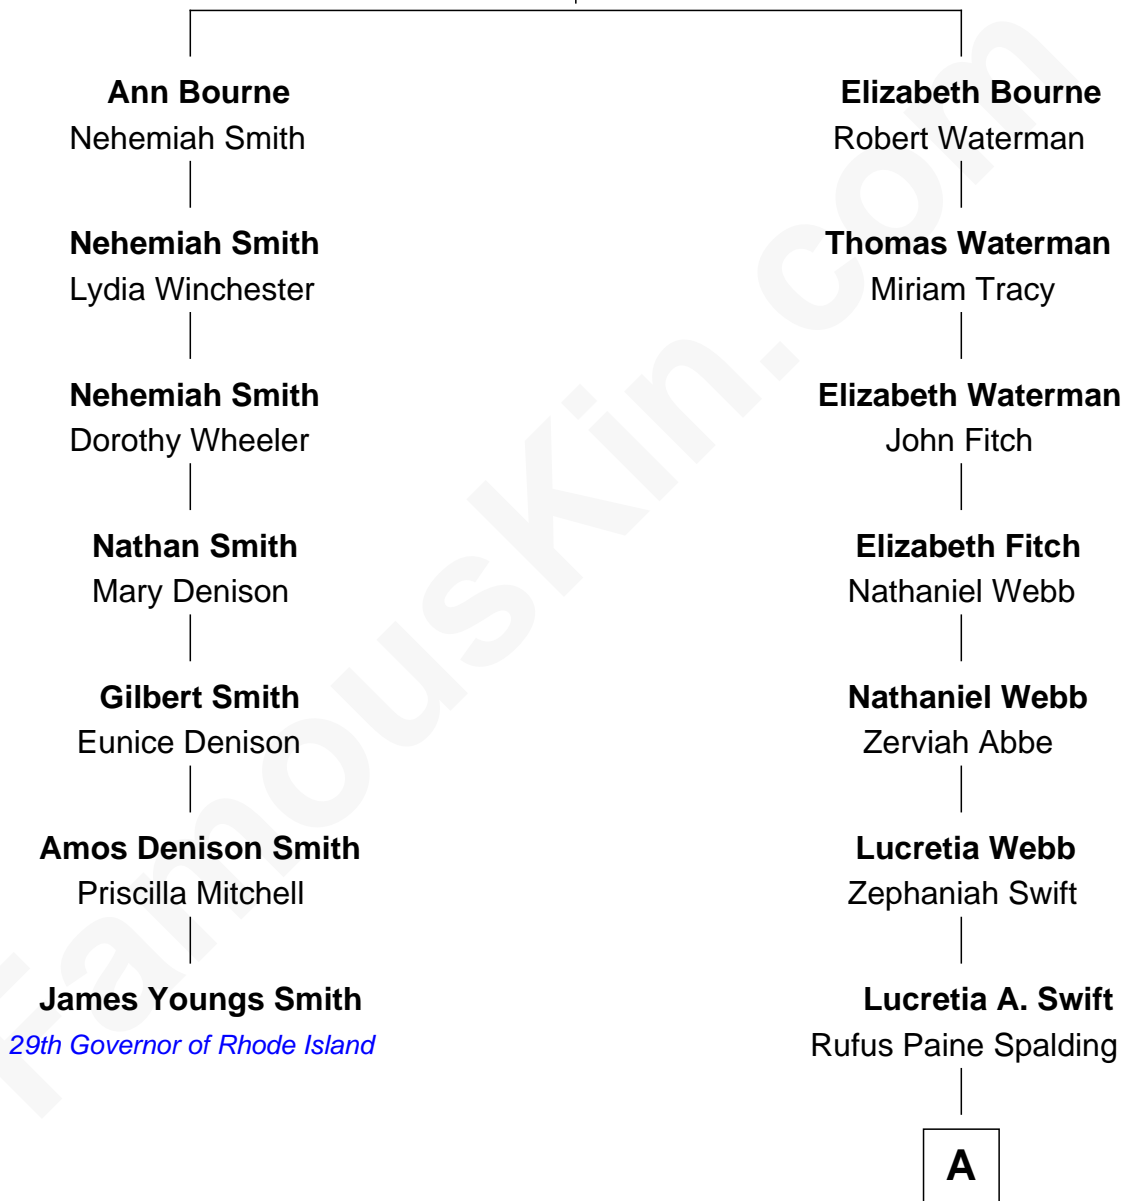 Ann Bourne
Nehemiah Smith
Nehemiah Smith
Lydia Winchester
Nehemiah Smith
Dorothy Wheeler
Nathan Smith
Mary Denison
Gilbert Smith
Eunice Denison
Amos Denison Smith
Priscilla Mitchell
James Youngs Smith
29th Governor of Rhode Island
Elizabeth Bourne
Robert Waterman
Thomas Waterman
Miriam Tracy
Elizabeth Waterman
John Fitch
Elizabeth Fitch
Nathaniel Webb
Nathaniel Webb
Zerviah Abbe
Lucretia Webb
Zephaniah Swift
Lucretia A. Swift
Rufus Paine Spalding
A
FamousKin.com